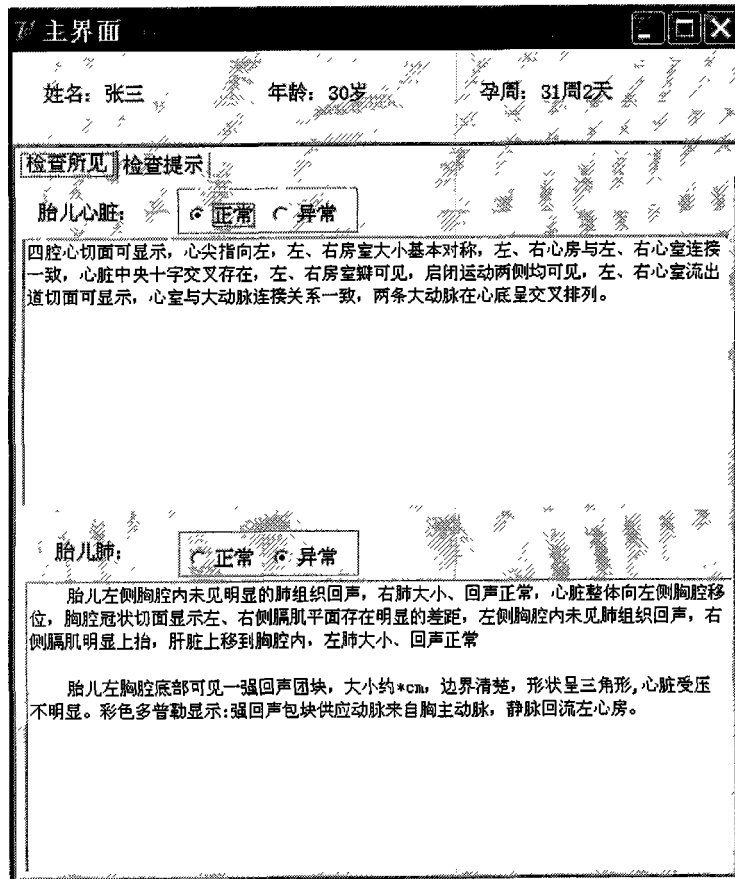 主界面
姓名：张三 年龄：30岁 孕周：31周2天
检查所见 检查提示
胎儿心脏： 正常 异常
四腔心切面可显示，心尖指向左，左、右房室大小基本对称，左、右心房与左、右心室连接
一致，心脏中央十字交叉存在，左、右房室瓣可见，启闭运动两侧均可见，左、右心室流出
道切面可显示，心室与大动脉连接关系一致，两条大动脉在心底呈交叉排列。
胎儿肺： 正常 异常
胎儿左侧胸腔内未见明显的肺组织回声，右肺大小、回声正常，心脏整体向左侧胸腔移
位，胸腔冠状切面显示左、右侧膈肌平面存在明显的差距，左侧胸腔内未见肺组织回声，右
侧膈肌明显上抬，肝脏上移到胸腔内，左肺大小、回声正常
胎儿左胸腔底部可见一强回声团块，大小约*cm，边界清楚，形状呈三角形,心脏受压
不明显。彩色多普勒显示:强回声包块供应动脉来自胸主动脉，静脉回流左心房。